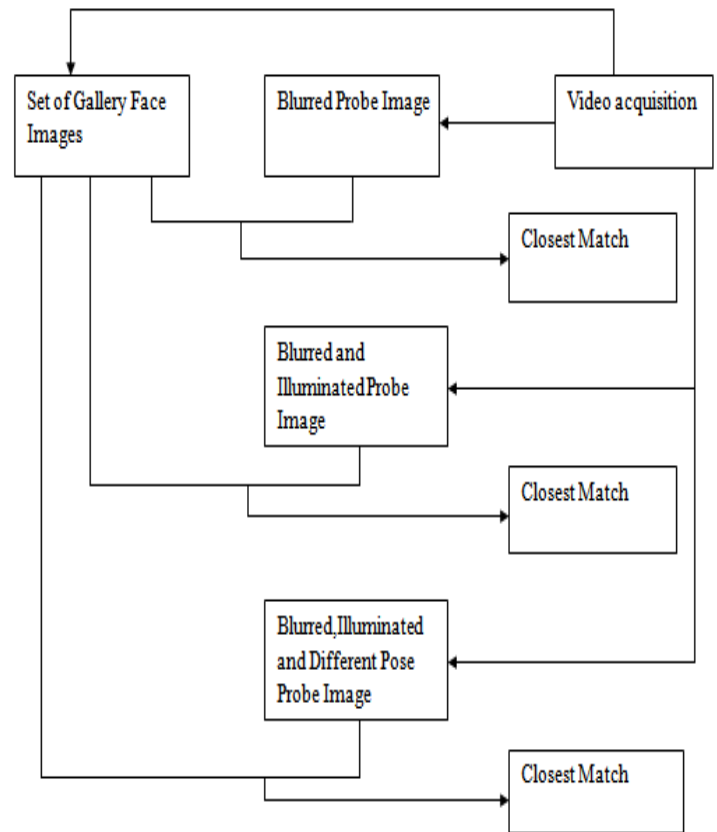 Set of Gallery Face
Images
Blurred Probe Image
Video acquisition
Closest Match
Blurred and
Illuminated Probe
Image
Closest Match
Blurred,Illuminated
and Different Pose
Probe Image
Closest Match